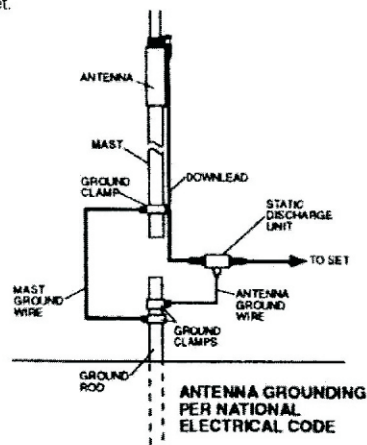 et.
ANTENNA
MAST
GROUND
CLAMP
DOWNLEAD
STATIC
DISCHARGE
UNIT
TO SET
MAST
GROUND
WIRE
ANTENNA
GROUND
WIRE
GROUND
CLAMPS
GROUND
ROD
ANTENNA GROUNDING
PER NATIONAL
ELECTRICAL CODE